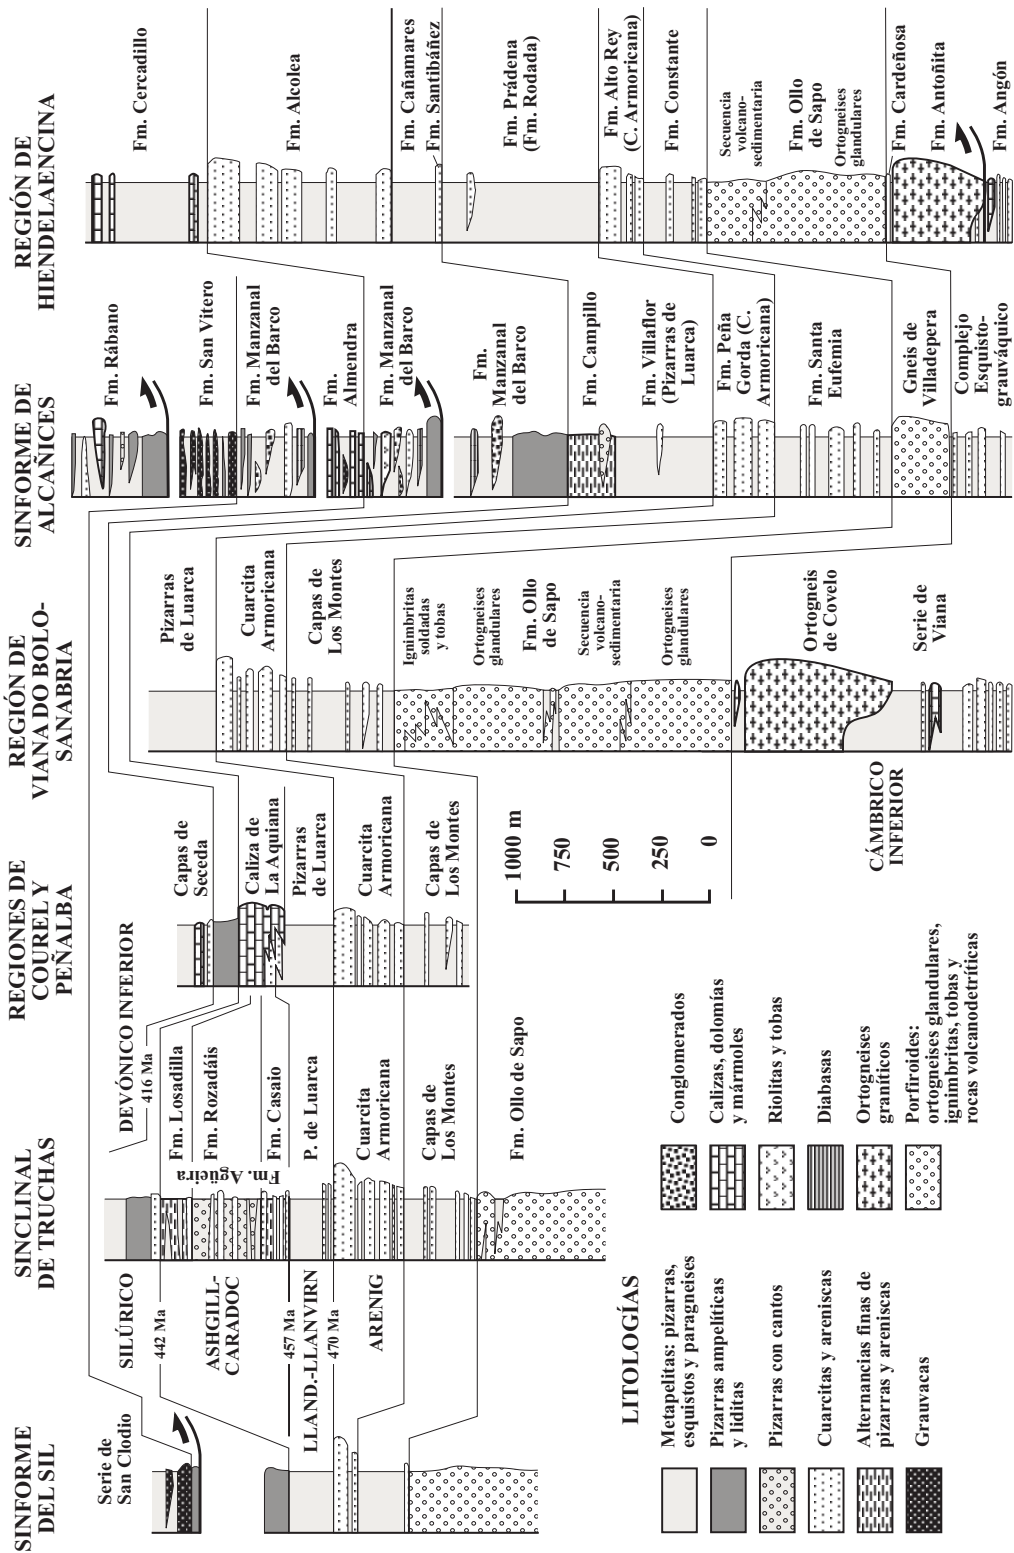 SINFORME
DEL SIL
Serie de
San Clodio
SINCLINAL
DE TRUCHAS
SILÚRICO
442 Ma
ASHGILL-
CARADOC
457 Ma
LLAND.-LLANVIRN
470 Ma
ARENIG
DEVÓNICO INFERIOR
416 Ma
Fm. Losadilla
Fm. Rozadáis
Fm. Agüeira
Fm. Casaio
P. de Luarca
Cuarcita
Armoricana
Capas de
Los Montes
Fm. Ollo de Sapo
REGIONES DE
COUREL Y
PEÑALBA
Capas de
Seceda
Caliza de
La Aquiana
Pizarras
de Luarca
Cuarcita
Armoricana
Capas de
Los Montes
REGIÓN DE
VIANA DO BOLO-
SANABRIA
Pizarras
de Luarca
Cuarcita
Armoricana
Capas de
Los Montes
Ignimbritas
soldadas
y tobas
Ortogneises
glandulares
Fm. Ollo
de Sapo
Secuencia
volcano-
sedimentaria
Ortogneises
glandulares
Ortogneis
de Covelo
Serie de
Viana
CÁMBRICO
INFERIOR
SINFORME DE
ALCAÑICES
Fm. Rábano
Fm. San Vitero
Fm. Manzanal
del Barco
Fm.
Almendra
Fm. Manzanal
del Barco
Fm.
Manzanal
del Barco
Fm. Campillo
Fm. Villaflor
(Pizarras de
Luarca)
Fm. Peña
Gorda (C.
Armoricana)
Fm. Santa
Eufemia
Gneis de
Villadepera
Complejo
Esquisto-
grauváquico
REGIÓN DE
HIENDELAENCINA
Fm. Cercadillo
Fm. Alcolea
Fm. Cañamares
Fm. Santibáñez
Fm. Prádena
(Fm. Rodada)
Fm. Alto Rey
(C. Armoricana)
Fm. Constante
Secuencia
volcano-
sedimentaria
Fm. Ollo
de Sapo
Ortogneises
glandulares
Fm. Cardeñosa
Fm. Antoñita
Fm. Angón
1000 m
750
500
250
0
LITOLOGÍAS
Metapelitas: pizarras,
esquistos y paragneises
Pizarras ampelíticas
y liditas
Pizarras con cantos
Cuarcitas y areniscas
Alternancias finas de
pizarras y areniscas
Grauvacas
Conglomerados
Calizas, dolomías
y mármoles
Riolitas y tobas
Diabasas
Ortogneises
graníticos
Porfiroides:
ortogneises glandulares,
ignimbritas, tobas y
rocas volcanodetríticas